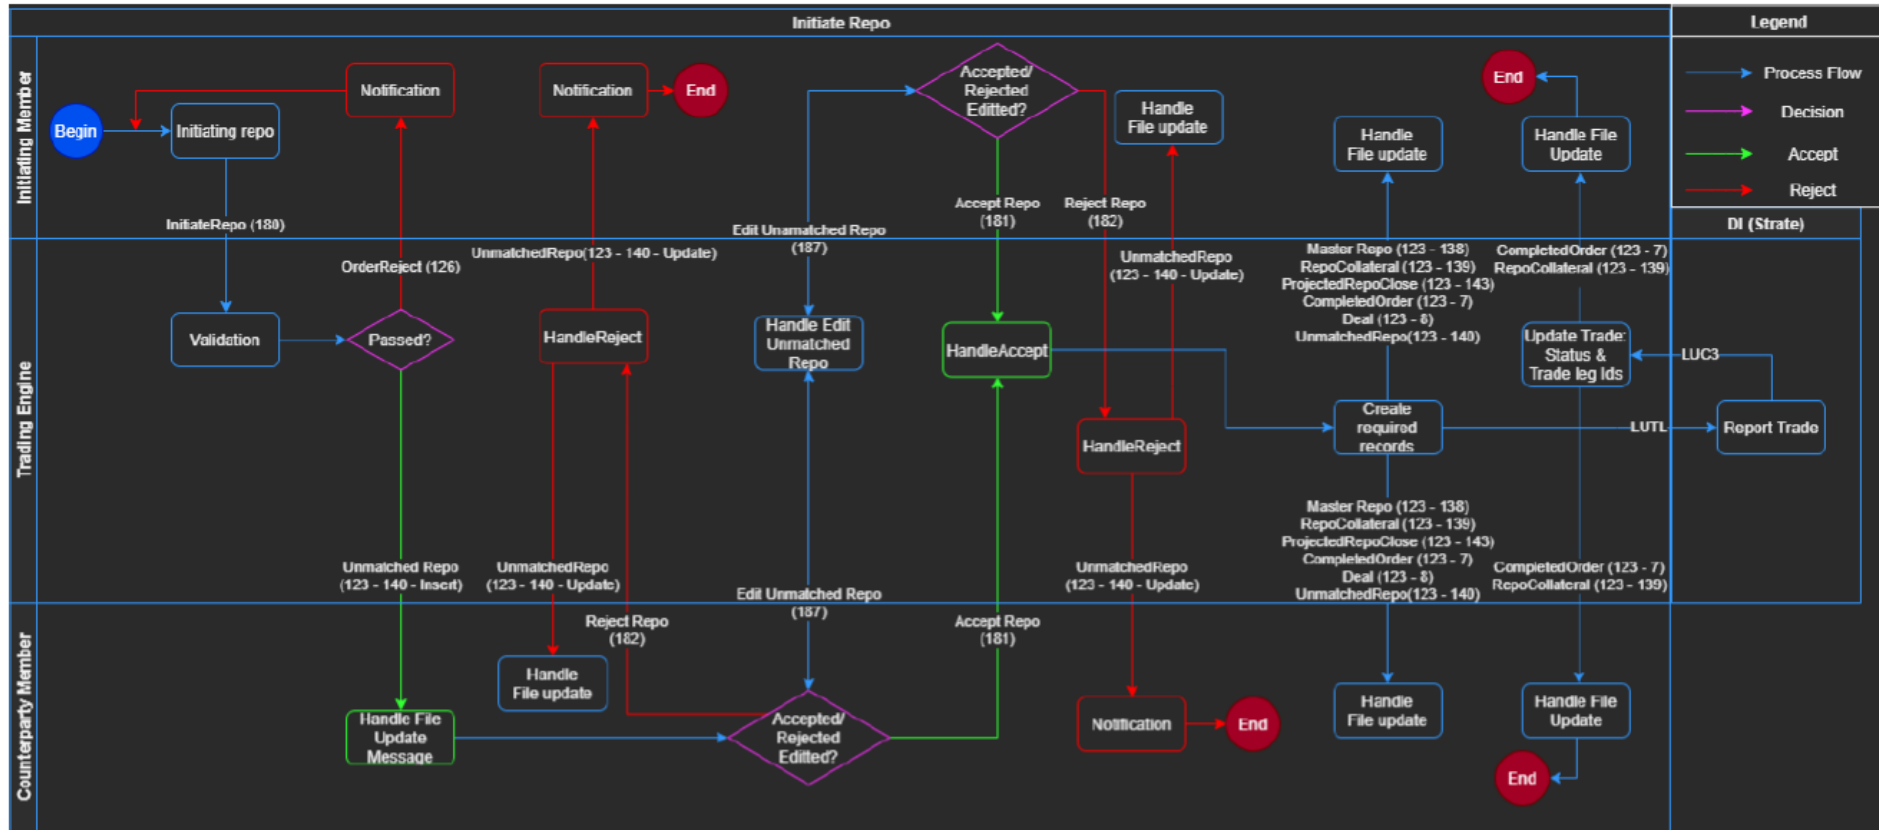 Initiate Repo
Legend
Initiating Member
Trading Engine
Counterparty Member
Begin
Initiating repo
Notification
Notification
End
Accepted/
Rejected
Editted?
Handle
File update
Handle
File update
End
Handle File
Update
Process Flow
Decision
Accept
Reject
InitiateRepo (180)
Edit Unamatched Repo
(187)
Accept Repo
(181)
Reject Repo
(182)
DI (Strate)
OrderReject (126)
UnmatchedRepo(123 - 140 - Update)
UnmatchedRepo
(123 - 140 - Update)
Master Repo (123 - 138)
RepoCollateral (123 - 139)
ProjectedRepoClose (123 - 143)
CompletedOrder (123 - 7)
Deal (123 - 8)
UnmatchedRepo(123 - 140)
CompletedOrder (123 - 7)
RepoCollateral (123 - 139)
Validation
Passed?
HandleReject
Handle Edit
Unmatched
Repo
HandleAccept
Update Trade:
Status &
Trade leg Ids
LUC3
Create
required
records
LUTL
Report Trade
HandleReject
Unmatched Repo
(123 - 140 - Insert)
UnmatchedRepo
(123 - 140 - Update)
Edit Unmatched Repo
(187)
UnmatchedRepo
(123 - 140 - Update)
Master Repo (123 - 138)
RepoCollateral (123 - 139)
ProjectedRepoClose (123 - 143)
CompletedOrder (123 - 7)
Deal (123 - 8)
UnmatchedRepo(123 - 140)
CompletedOrder (123 - 7)
RepoCollateral (123 - 139)
Reject Repo
(182)
Accept Repo
(181)
Handle
File update
Handle File
Update
Message
Accepted/
Rejected
Editted?
Notification
End
Handle
File update
Handle File
Update
End